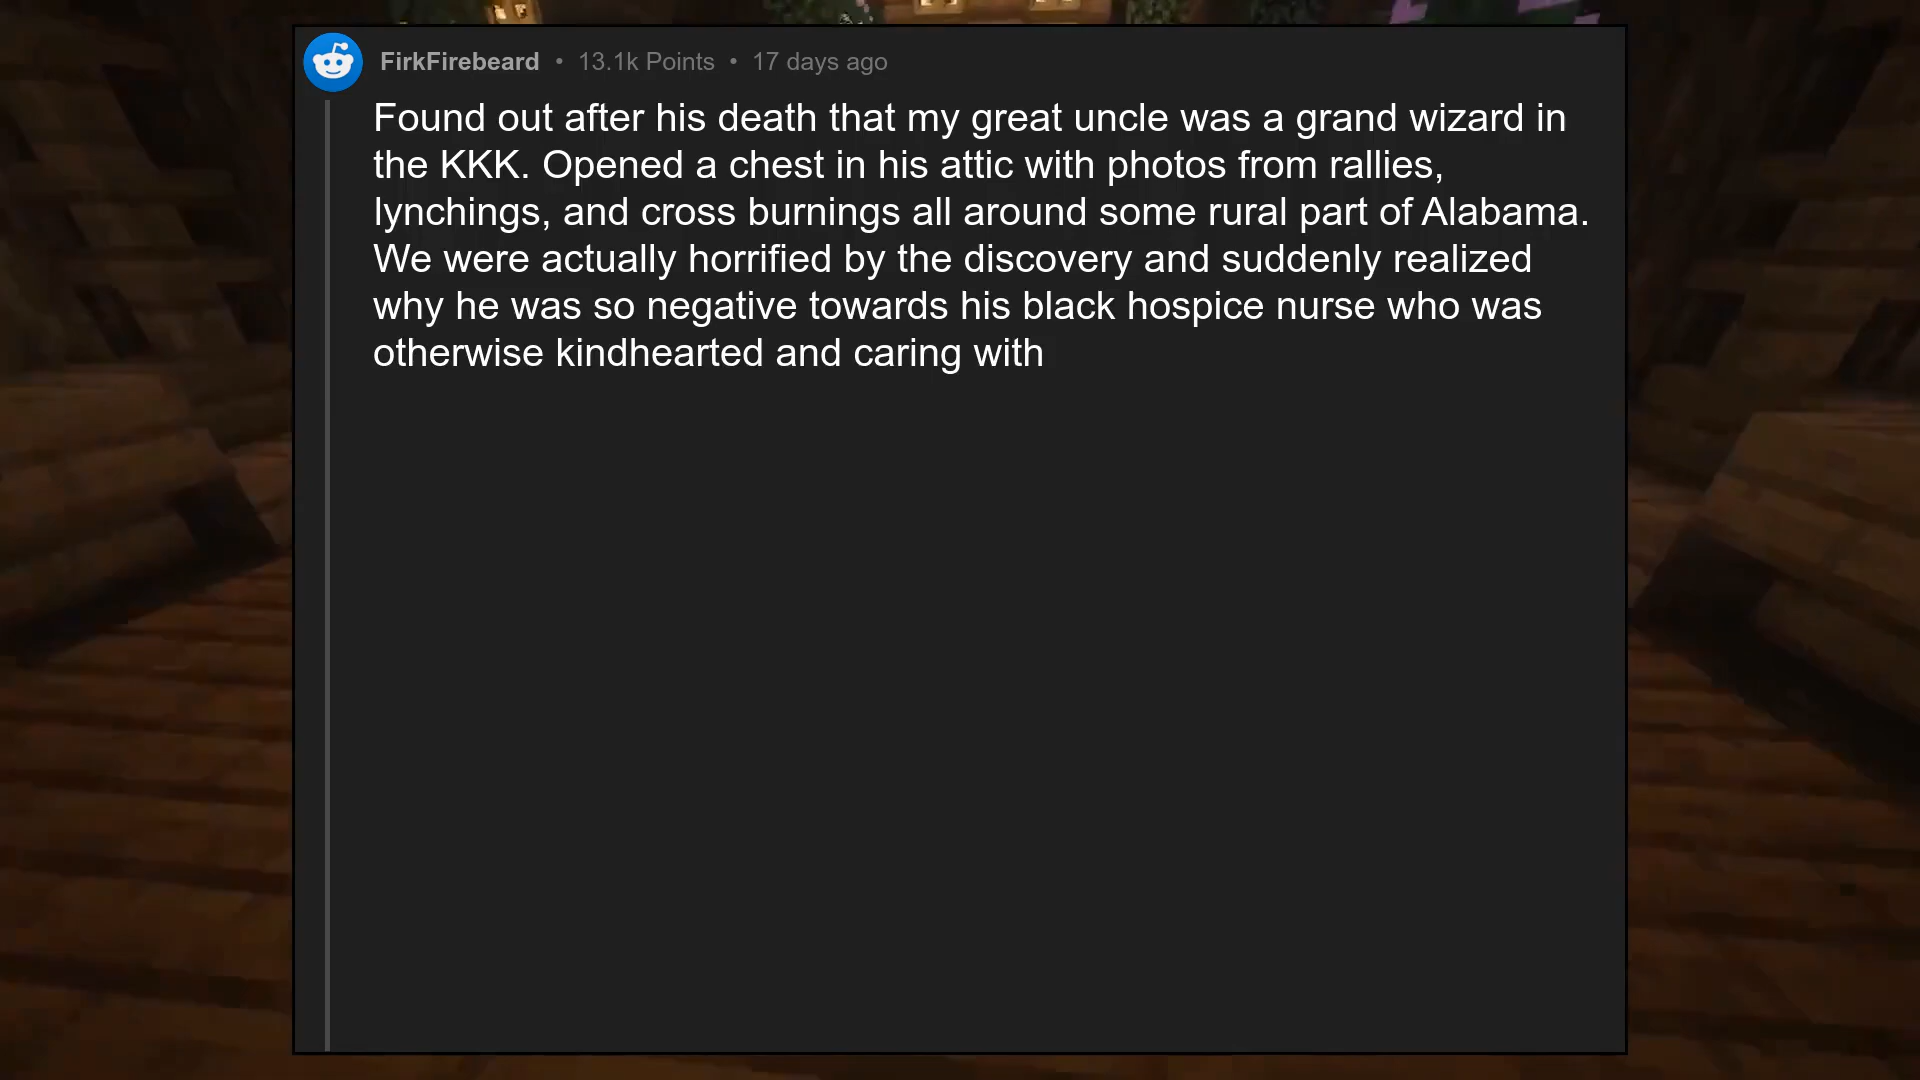 FirkFirebeard • 13.1k Points • 17 days ago
Found out after his death that my great uncle was a grand wizard in
the KKK. Opened a chest in his attic with photos from rallies,
lynchings, and cross burnings all around some rural part of Alabama.
We were actually horrified by the discovery and suddenly realized
why he was so negative towards his black hospice nurse who was
otherwise kindhearted and caring with